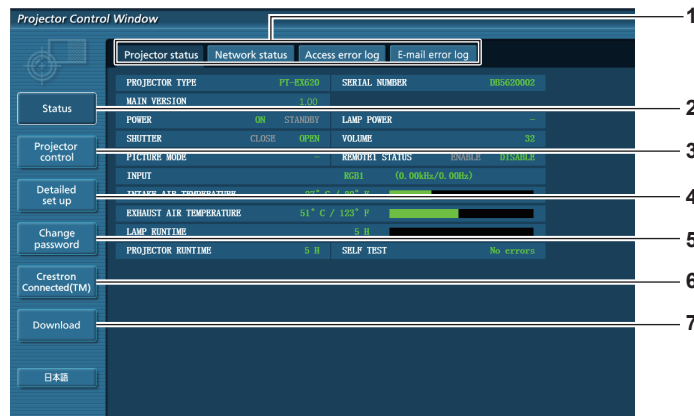 Projector Control Window
1
Projector status Network status Access error log E-mail error log
PROJECTOR TYPE PT-EX620 SERIAL NUMBER DB5620002
MAIN VERSION 1.00
Status
2
POWER ON STANDBY LAMP POWER -
SHUTTER CLOSE OPEN VOLUME 32
Projector
control
3
PICTURE MODE - REMOTE1 STATUS ENABLE DISABLE
INPUT RGB1 (0.00kHz/0.00Hz)
Detailed
set up
4
INTAKE AIR TEMPERATURE
EXHAUST AIR TEMPERATURE 51° C / 123° F
Change
password
5
LAMP RUNTIME 5 H
PROJECTOR RUNTIME 5 H SELF TEST No errors
Crestron
Connected(TM)
6
Download
7
日本語